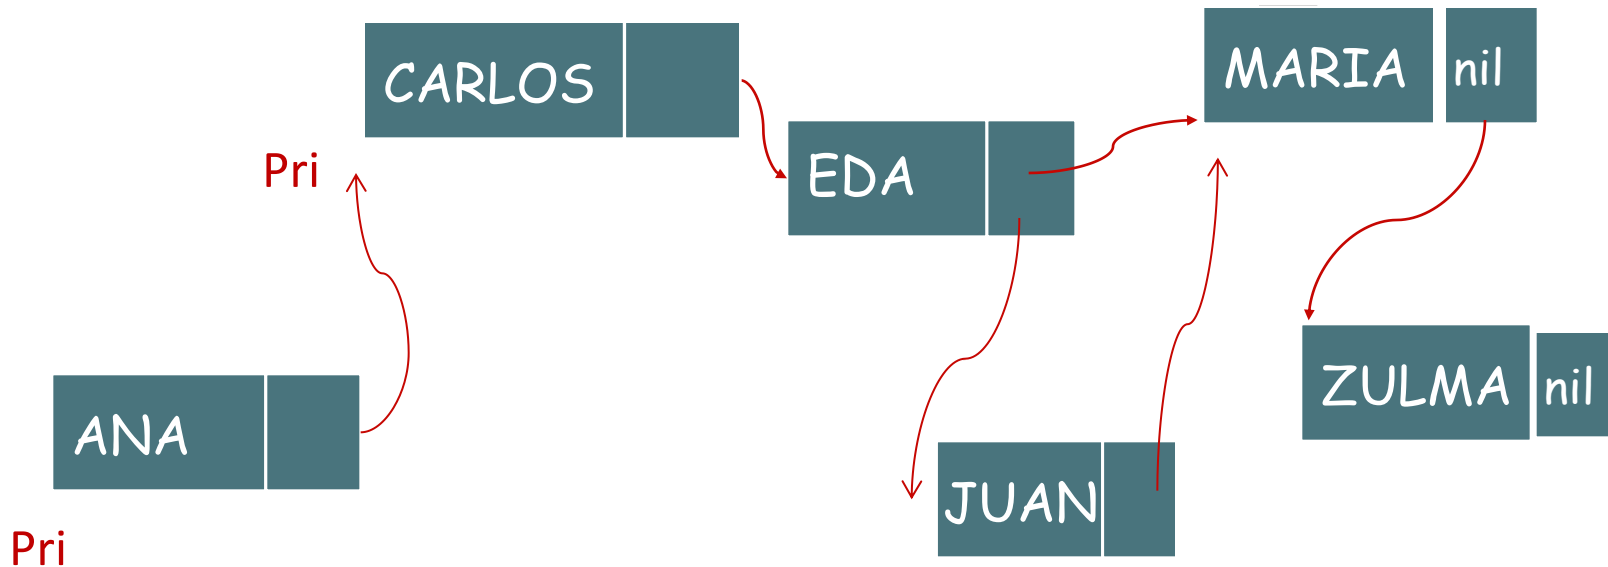 CARLOS
MARIA nil
Pri
EDA
ANA
ZULMA nil
JUAN
Pri